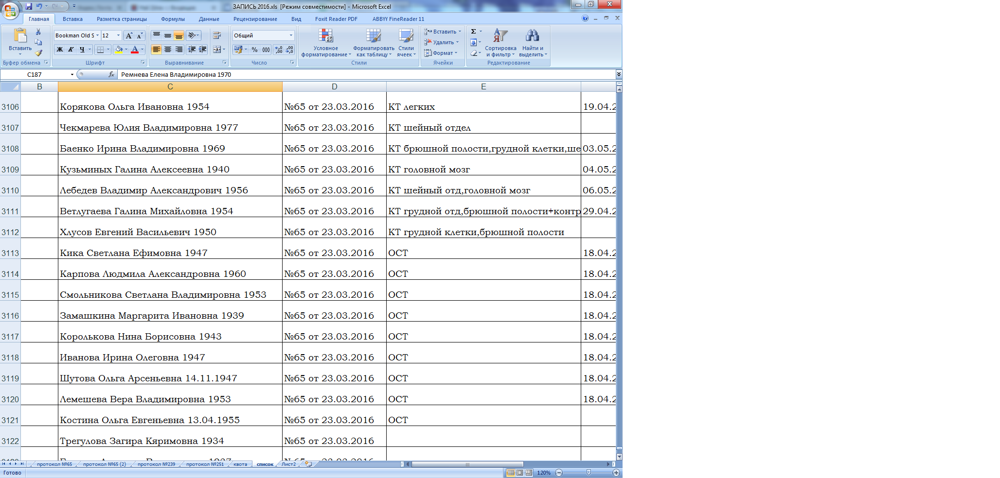 ЗАПИСЬ 2016.xls [Режим совместимости] - Microsoft Excel
Главная Вставка Разметка страницы Формулы Данные Рецензирование Вид Foxit Reader PDF ABBYY FineReader 11
Bookman Old S 12 Общий Вставить
Удалить
Формат
Вставить Условное форматирование Форматировать как таблицу Стили ячеек Сортировка и фильтр Найти и выделить
Ж К Ч % 000
Буфер обмена Шрифт Выравнивание Число Стили Ячейки Редактирование
C187 fx Ремнева Елена Владимировна 1970
B C D E
3106 Корякова Ольга Ивановна 1954 №65 от 23.03.2016 КТ легких 19.04.2
3107 Чекмарева Юлия Владимировна 1977 №65 от 23.03.2016 КТ шейный отдел
3108 Баенко Ирина Владимировна 1969 №65 от 23.03.2016 КТ брюшной полости,грудной клетки,ше 03.05.2
3109 Кузьминых Галина Алексеевна 1940 №65 от 23.03.2016 КТ головной мозг 04.05.2
3110 Лебедев Владимир Александрович 1956 №65 от 23.03.2016 КТ шейный отд,головной мозг 06.05.2
3111 Ветлугаева Галина Михайловна 1954 №65 от 23.03.2016 КТ грудной отд,брюшной полости+контр 29.04.2
3112 Хлусов Евгений Васильевич 1950 №65 от 23.03.2016 КТ грудной клетки,брюшной полости
3113 Кика Светлана Ефимовна 1947 №65 от 23.03.2016 ОСТ 18.04.2
3114 Карпова Людмила Александровна 1960 №65 от 23.03.2016 ОСТ 18.04.2
3115 Смольникова Светлана Владимировна 1953 №65 от 23.03.2016 ОСТ 18.04.2
3116 Замашкина Маргарита Ивановна 1939 №65 от 23.03.2016 ОСТ 18.04.2
3117 Королькова Нина Борисовна 1943 №65 от 23.03.2016 ОСТ 18.04.2
3118 Иванова Ирина Олеговна 1947 №65 от 23.03.2016 ОСТ 18.04.2
3119 Шутова Ольга Арсеньевна 14.11.1947 №65 от 23.03.2016 ОСТ 18.04.2
3120 Лемешева Вера Владимировна 1953 №65 от 23.03.2016 ОСТ 18.04.2
3121 Костина Ольга Евгеньевна 13.04.1955 №65 от 23.03.2016 ОСТ
3122 Трегулова Загира Кяримовна 1934 №65 от 23.03.2016
протокол №65 протокол №65 (2) протокол №239 протокол №251 квота список Лист2
Готово 120%